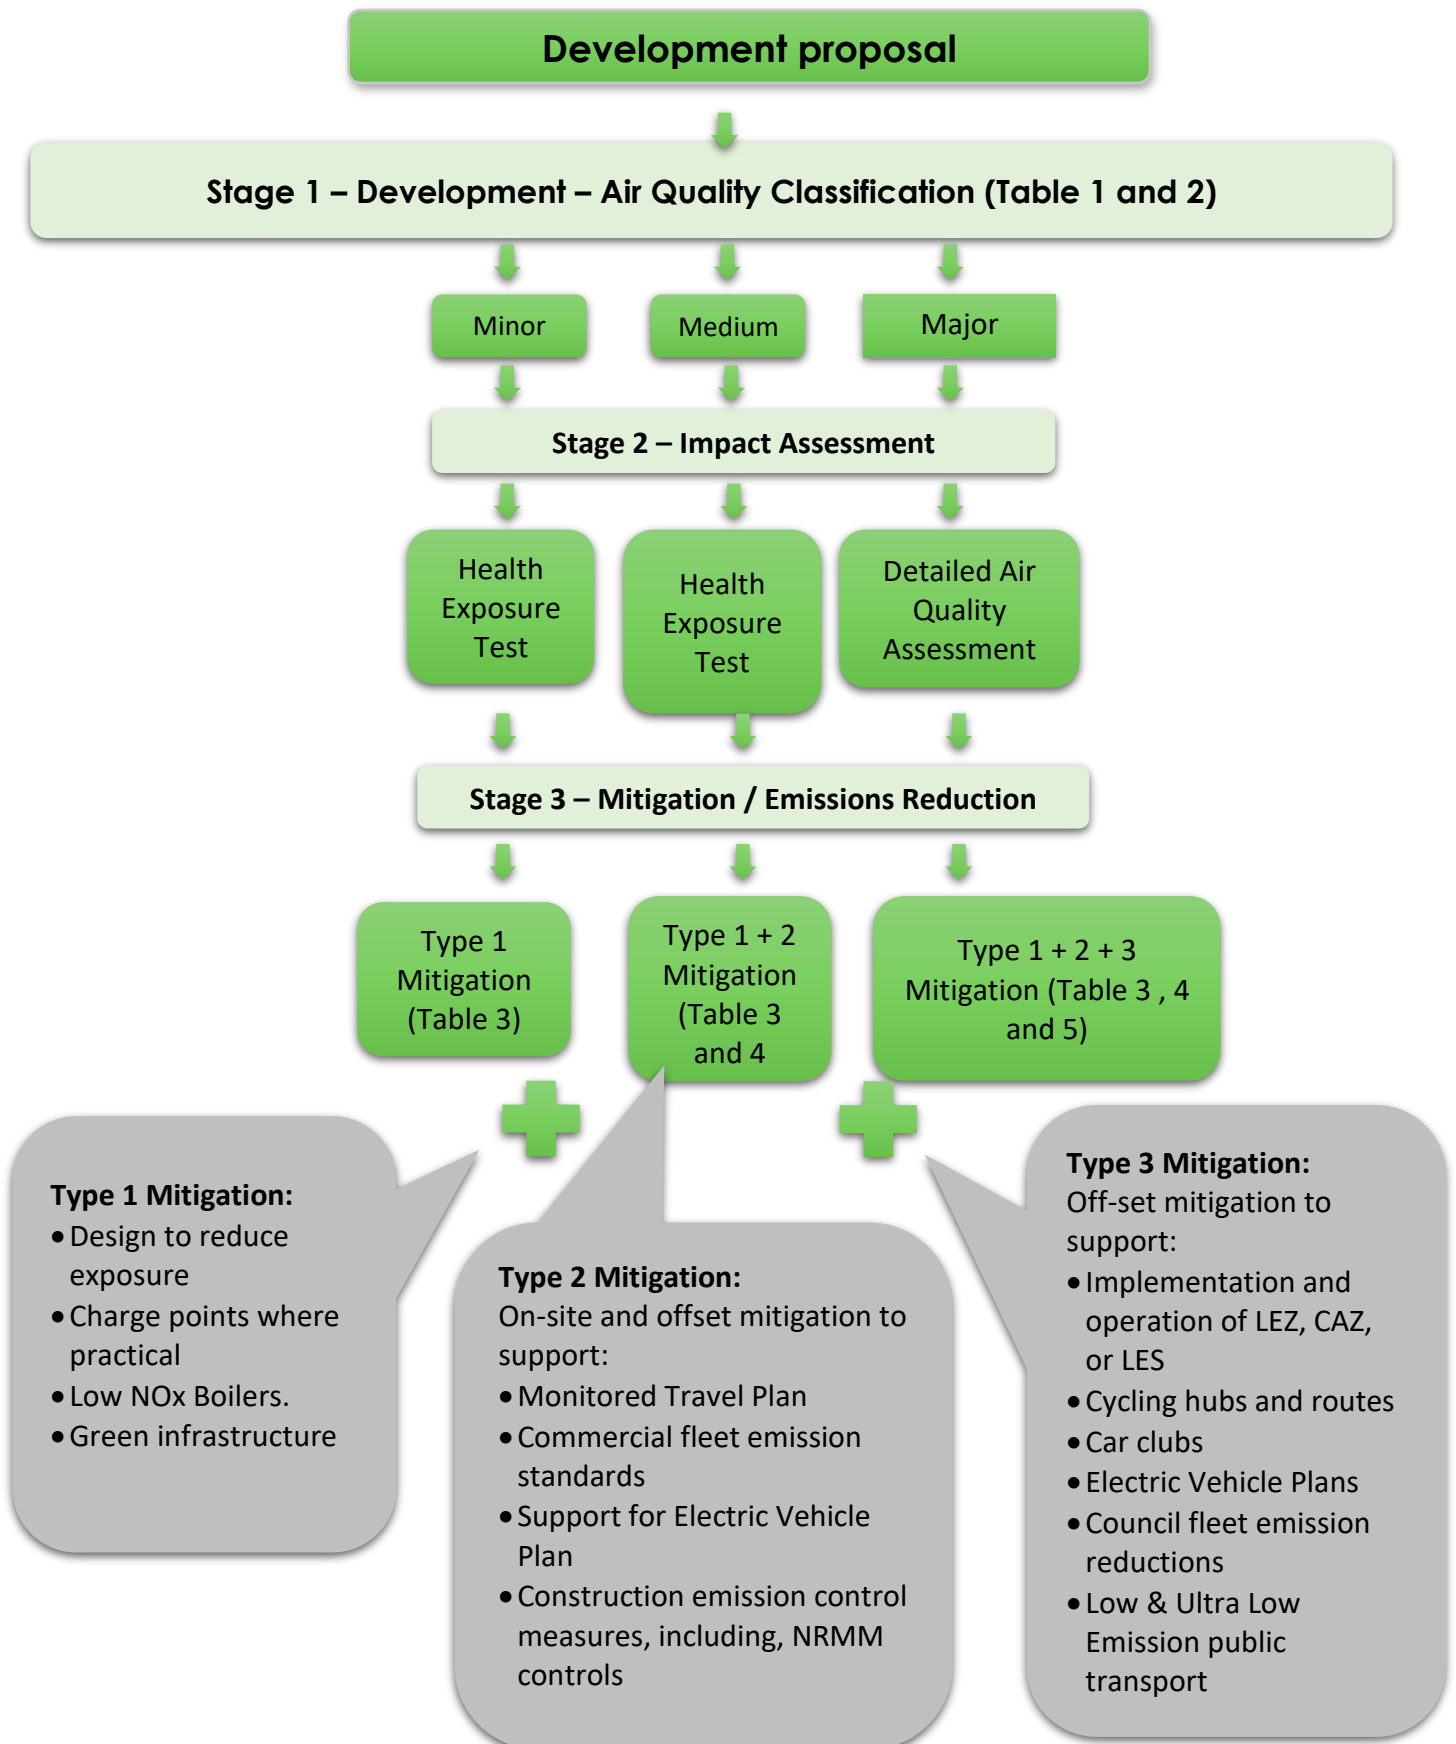 Development proposal
Stage 1 – Development – Air Quality Classification (Table 1 and 2)
Minor
Medium
Major
Stage 2 – Impact Assessment
Health
Exposure
Test
Health
Exposure
Test
Detailed Air
Quality
Assessment
Stage 3 – Mitigation / Emissions Reduction
Type 1
Mitigation
(Table 3)
Type 1 + 2
Mitigation
(Table 3
and 4
Type 1 + 2 + 3
Mitigation (Table 3 , 4
and 5)
Type 1 Mitigation:
• Design to reduce
exposure
• Charge points where
practical
• Low NOx Boilers.
• Green infrastructure
Type 2 Mitigation:
On-site and offset mitigation to
support:
• Monitored Travel Plan
• Commercial fleet emission
standards
• Support for Electric Vehicle
Plan
• Construction emission control
measures, including, NRMM
controls
Type 3 Mitigation:
Off-set mitigation to
support:
• Implementation and
operation of LEZ, CAZ,
or LES
• Cycling hubs and routes
• Car clubs
• Electric Vehicle Plans
• Council fleet emission
reductions
• Low & Ultra Low
Emission public
transport